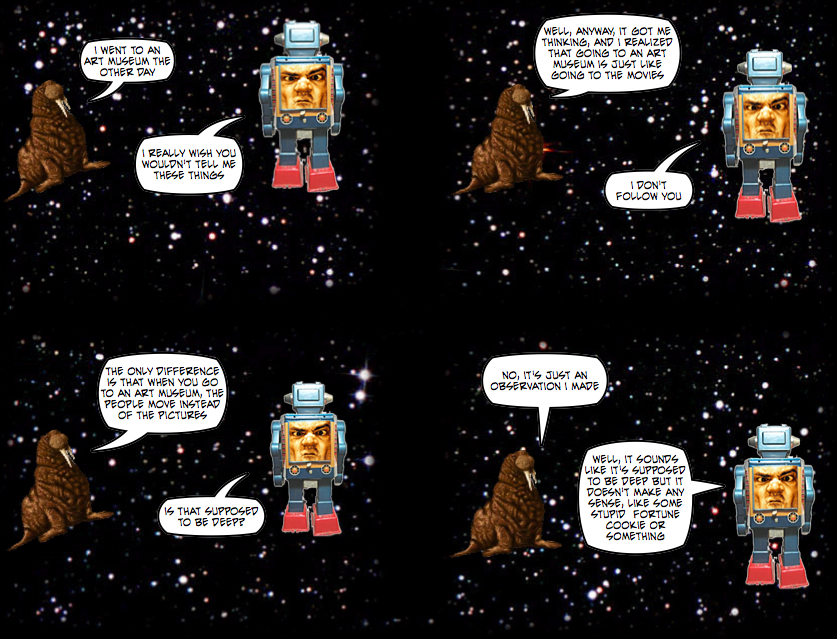 I WENT TO AN
ART MUSEUM THE
OTHER DAY
I REALLY WISH YOU
WOULDN'T TELL ME
THESE THINGS
WELL, ANYWAY, IT GOT ME
THINKING, AND I REALIZED
THAT GOING TO AN ART
MUSEUM IS JUST LIKE
GOING TO THE MOVIES
I DON'T
FOLLOW YOU
THE ONLY DIFFERENCE
IS THAT WHEN YOU GO
TO AN ART MUSEUM, THE
PEOPLE MOVE INSTEAD
OF THE PICTURES
IS THAT SUPPOSED
TO BE DEEP?
NO, IT'S JUST AN
OBSERVATION I MADE
WELL, IT SOUNDS
LIKE IT'S SUPPOSED
TO BE DEEP BUT IT
DOESN'T MAKE ANY
SENSE, LIKE SOME
STUPID FORTUNE
COOKIE OR
SOMETHING